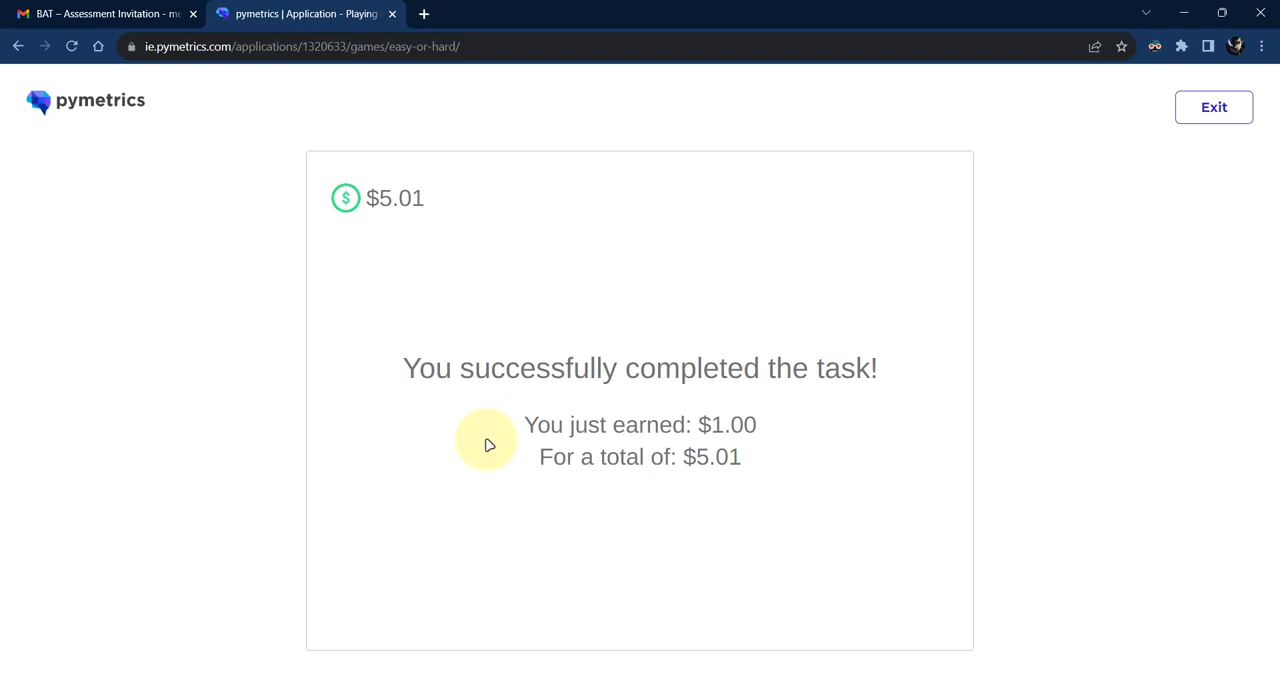 BAT – Assessment Invitation - me
pymetrics | Application - Playing
ie.pymetrics.com/applications/1320633/games/easy-or-hard/
pymetrics
Exit
$ $5.01
You successfully completed the task!
You just earned: $1.00
For a total of: $5.01